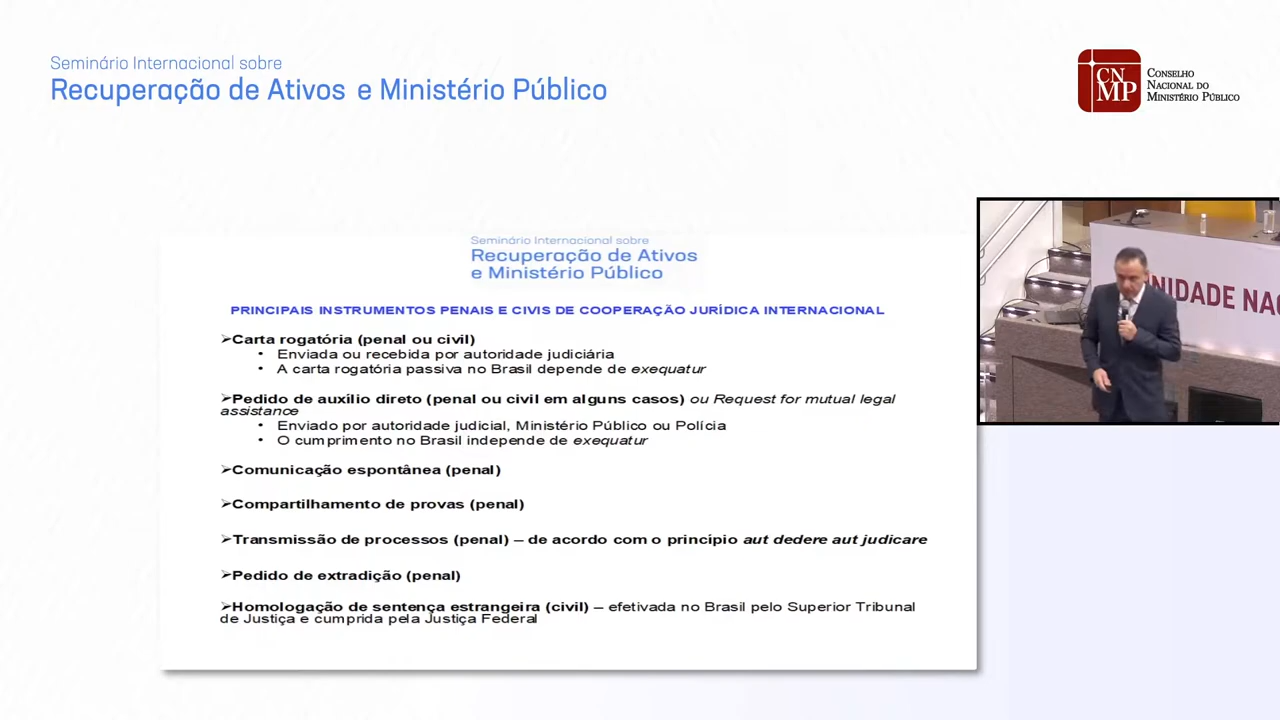 Seminário Internacional sobre
Recuperação de Ativos e Ministério Público
CN
MP
CONSELHO
NACIONAL DO
MINISTÉRIO PÚBLICO
Seminário Internacional sobre
Recuperação de Ativos
e Ministério Público
PRINCIPAIS INSTRUMENTOS PENAIS E CIVIS DE COOPERAÇÃO JURÍDICA INTERNACIONAL
➢Carta rogatória (penal ou civil)
• Enviada ou recebida por autoridade judiciária
• A carta rogatória passiva no Brasil depende de exequatur
➢Pedido de auxílio direto (penal ou civil em alguns casos) ou Request for mutual legal
assistance
• Enviado por autoridade judicial, Ministério Público ou Polícia
• O cumprimento no Brasil independe de exequatur
➢Comunicação espontânea (penal)
➢Compartilhamento de provas (penal)
➢Transmissão de processos (penal) – de acordo com o princípio aut dedere aut judicare
➢Pedido de extradição (penal)
➢Homologação de sentença estrangeira (civil) – efetivada no Brasil pelo Superior Tribunal
de Justiça e cumprida pela Justiça Federal
NIDADE NA